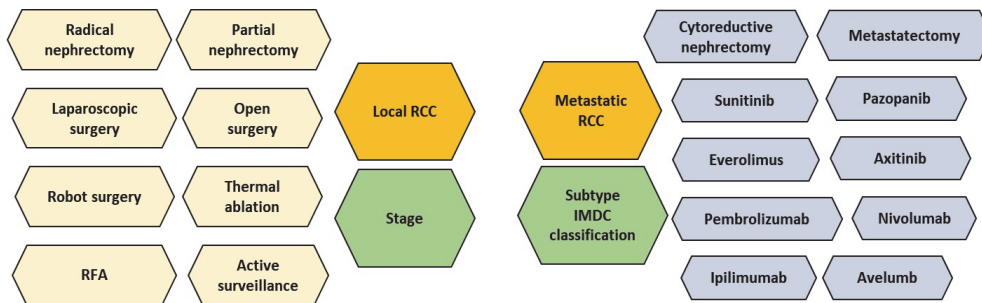 Radical
nephrectomy
Partial
nephrectomy
Laparoscopic
surgery
Open
surgery
Robot surgery
Thermal
ablation
RFA
Active
surveillance
Local RCC
Stage
Metastatic
RCC
Subtype
IMDC
classification
Cytoreductive
nephrectomy
Metastatectomy
Sunitinib
Pazopanib
Everolimus
Axitinib
Pembrolizumab
Nivolumab
Ipilimumab
Avelumb